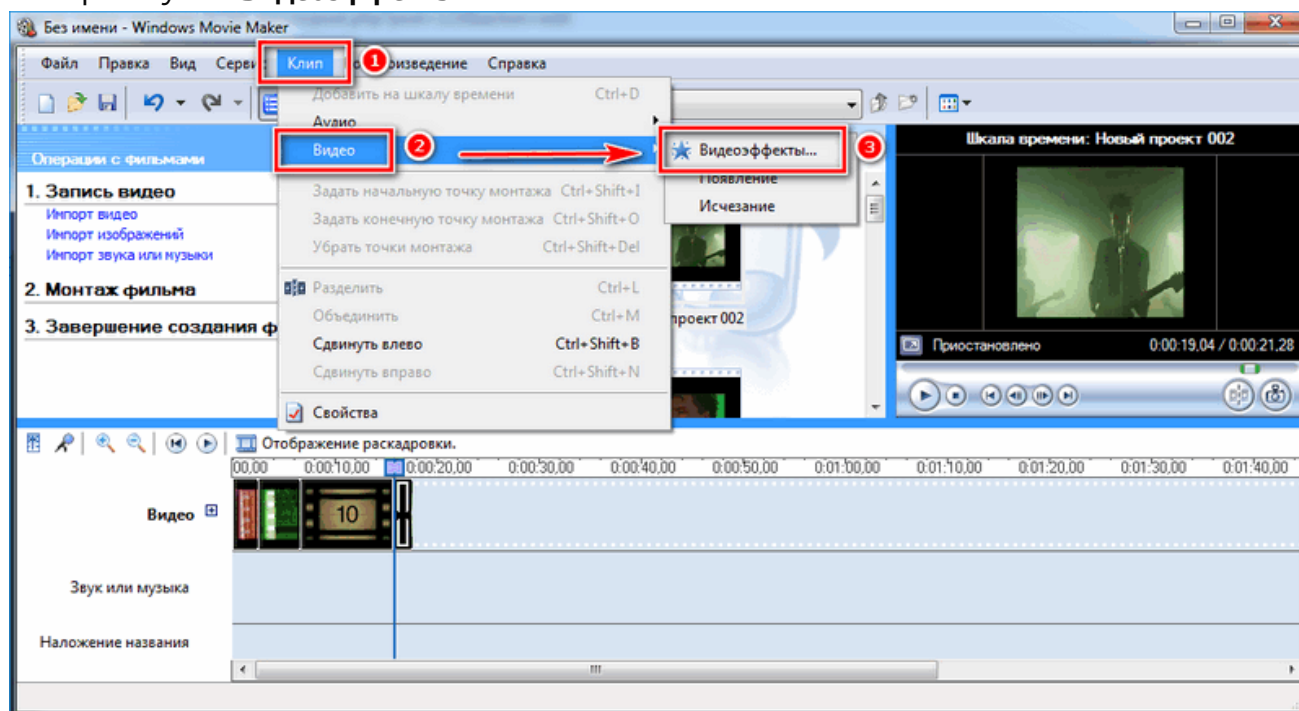 Без имени - Windows Movie Maker
Файл Правка Вид Клип Справка
1
Добавить на шкалу времени Ctrl+D
Аудио
Видео
2
Видеоэффекты...
3
Появление
Исчезание
Шкала времени: Новый проект 002
Операции с фильмами
1. Запись видео
Импорт видео
Импорт изображений
Импорт звука или музыки
2. Монтаж фильма
3. Завершение создания ф
Задать начальную точку монтажа Ctrl+Shift+I
Задать конечную точку монтажа Ctrl+Shift+O
Убрать точки монтажа Ctrl+Shift+Del
Разделить Ctrl+L
Объединить Ctrl+M
Сдвинуть влево Ctrl+Shift+B
Сдвинуть вправо Ctrl+Shift+N
Свойства
проект 002
Приостановлено 0:00:19,04 / 0:00:21,28
Отображение раскадровки.
00,00 0:00:10,00 0:00:20,00 0:00:30,00 0:00:40,00 0:00:50,00 0:01:00,00 0:01:10,00 0:01:20,00 0:01:30,00 0:01:40,00
Видео
10
Звук или музыка
Наложение названия